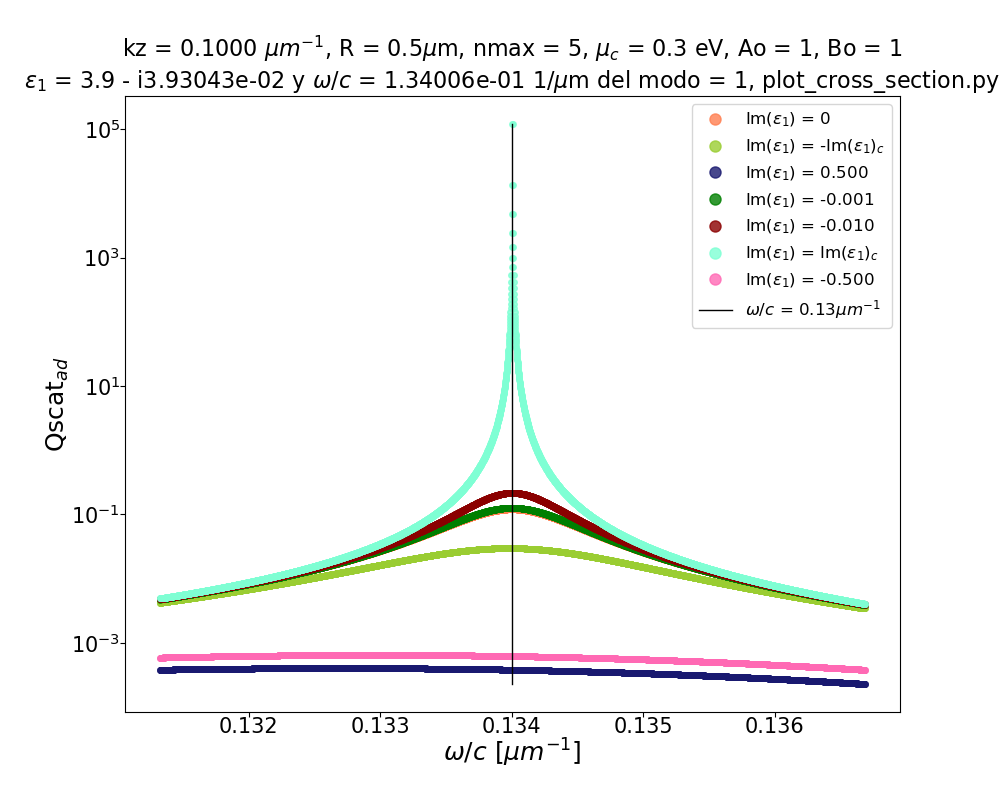 kz = 0.1000 μm⁻¹, R = 0.5μm, nmax = 5, μ_c = 0.3 eV, Ao = 1, Bo = 1
ε₁ = 3.9 - i3.93043e-02 y ω/c = 1.34006e-01 1/μm del modo = 1, plot_cross_section.py
Im(ε₁) = 0
Im(ε₁) = -Im(ε₁)_c
Im(ε₁) = 0.500
Im(ε₁) = -0.001
Im(ε₁) = -0.010
Im(ε₁) = Im(ε₁)_c
Im(ε₁) = -0.500
ω/c = 0.13μm⁻¹
Qscat_ad
10⁵
10³
10¹
10⁻¹
10⁻³
0.132 0.133 0.134 0.135 0.136
ω/c [μm⁻¹]